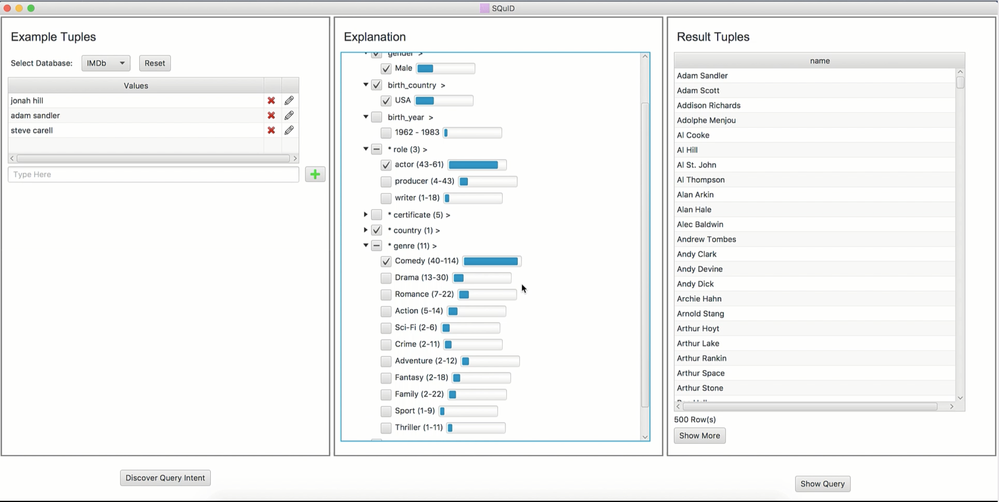 SQuID
Example Tuples
Select Database: IMDb Reset
Values
jonah hill
adam sandler
steve carell
Type Here
Discover Query Intent
Explanation
gender >
Male
birth_country >
USA
birth_year >
1962 - 1983
* role (3) >
actor (43-61)
producer (4-43)
writer (1-18)
* certificate (5) >
* country (1) >
* genre (11) >
Comedy (40-114)
Drama (13-30)
Romance (7-22)
Action (5-14)
Sci-Fi (2-6)
Crime (2-11)
Adventure (2-12)
Fantasy (2-18)
Family (2-22)
Sport (1-9)
Thriller (1-11)
Result Tuples
name
Adam Sandler
Adam Scott
Addison Richards
Adolphe Menjou
Al Cooke
Al Hill
Al St. John
Al Thompson
Alan Arkin
Alan Hale
Alec Baldwin
Andrew Tombes
Andy Clark
Andy Devine
Andy Dick
Archie Hahn
Arnold Stang
Arthur Hoyt
Arthur Lake
Arthur Rankin
Arthur Space
Arthur Stone
500 Row(s)
Show More
Show Query